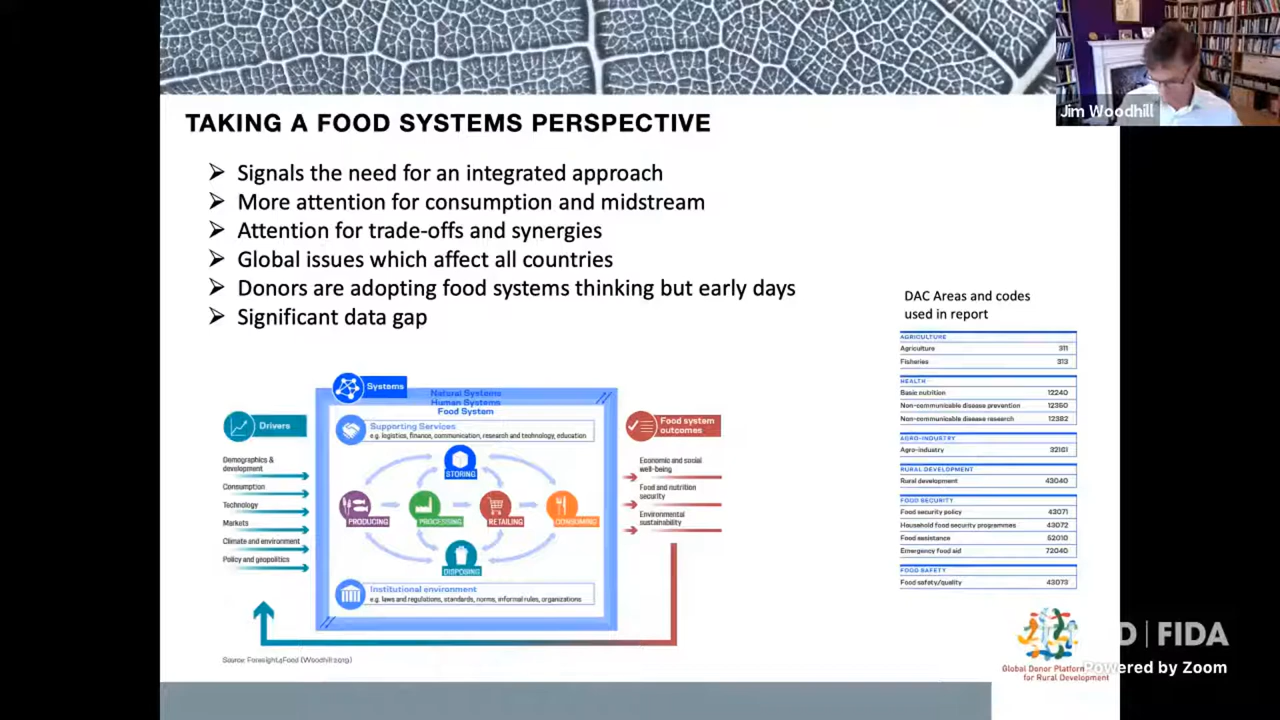 Jim Woodhill
TAKING A FOOD SYSTEMS PERSPECTIVE
Signals the need for an integrated approach
More attention for consumption and midstream
Attention for trade-offs and synergies
Global issues which affect all countries
Donors are adopting food systems thinking but early days
Significant data gap
DAC Areas and codes
used in report
AGRICULTURE
Agriculture 311
Fisheries 313
HEALTH
Basic nutrition 12240
Non-communicable disease prevention 12350
Non-communicable disease research 12382
AGRO-INDUSTRY
Agro-industry 32161
RURAL DEVELOPMENT
Rural development 43040
FOOD SECURITY
Food security policy 43071
Household food security programmes 43072
Food assistance 52010
Emergency food aid 72040
FOOD SAFETY
Food safety/quality 43073
Systems
Natural Systems
Human Systems
Food System
Drivers
Demographics &
development
Consumption
Technology
Markets
Climate and environment
Policy and geopolitics
Supporting Services
e.g. logistics, finance, communication, research and technology, education
STORING
PRODUCING
PROCESSING
RETAILING
CONSUMING
DISPOSING
Institutional environment
e.g. laws and regulations, standards, norms, informal rules, organizations
Food system
outcomes
Economic and social
well-being
Food and nutrition
security
Environmental
sustainability
Source: Foresight4Food (Woodhill 2019)
Global Donor Platform
for Rural Development
D | FIDA
Powered by Zoom